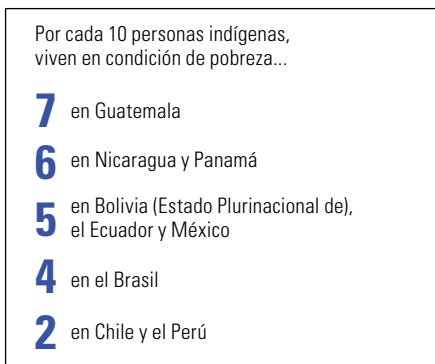 Por cada 10 personas indígenas,
viven en condición de pobreza...
7 en Guatemala
6 en Nicaragua y Panamá
5 en Bolivia (Estado Plurinacional de),
el Ecuador y México
4 en el Brasil
2 en Chile y el Perú